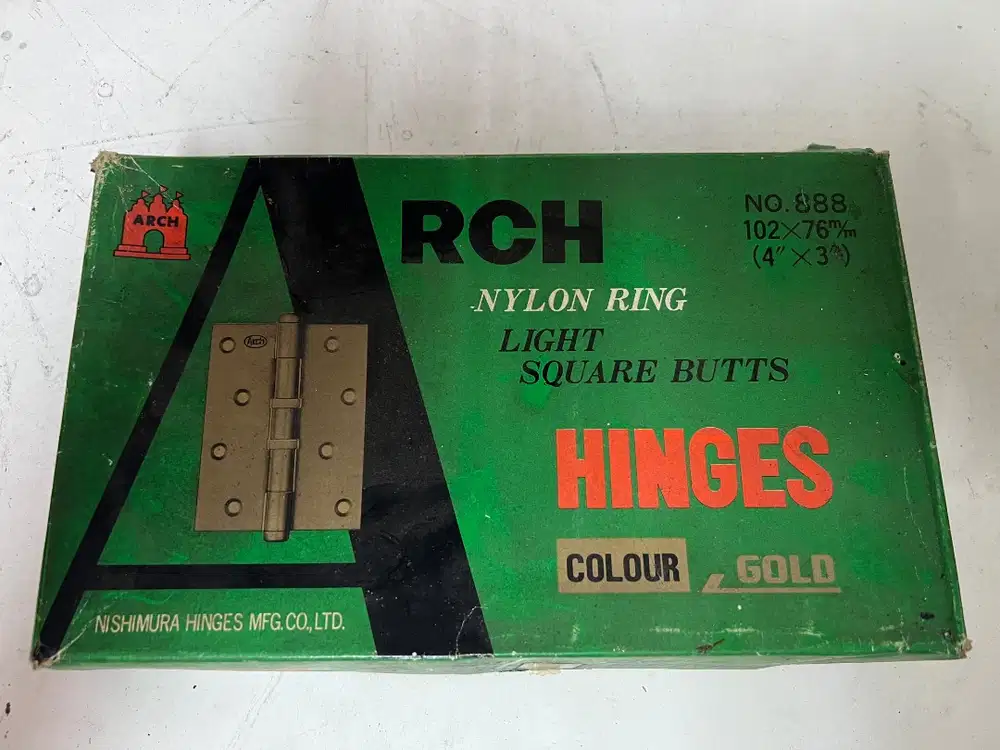 ARCH
ARCH
NO.888
102×76m/m
(4"×3")
NYLON RING
LIGHT
SQUARE BUTTS
Arch
HINGES
COLOUR GOLD
NISHIMURA HINGES MFG.CO.,LTD.